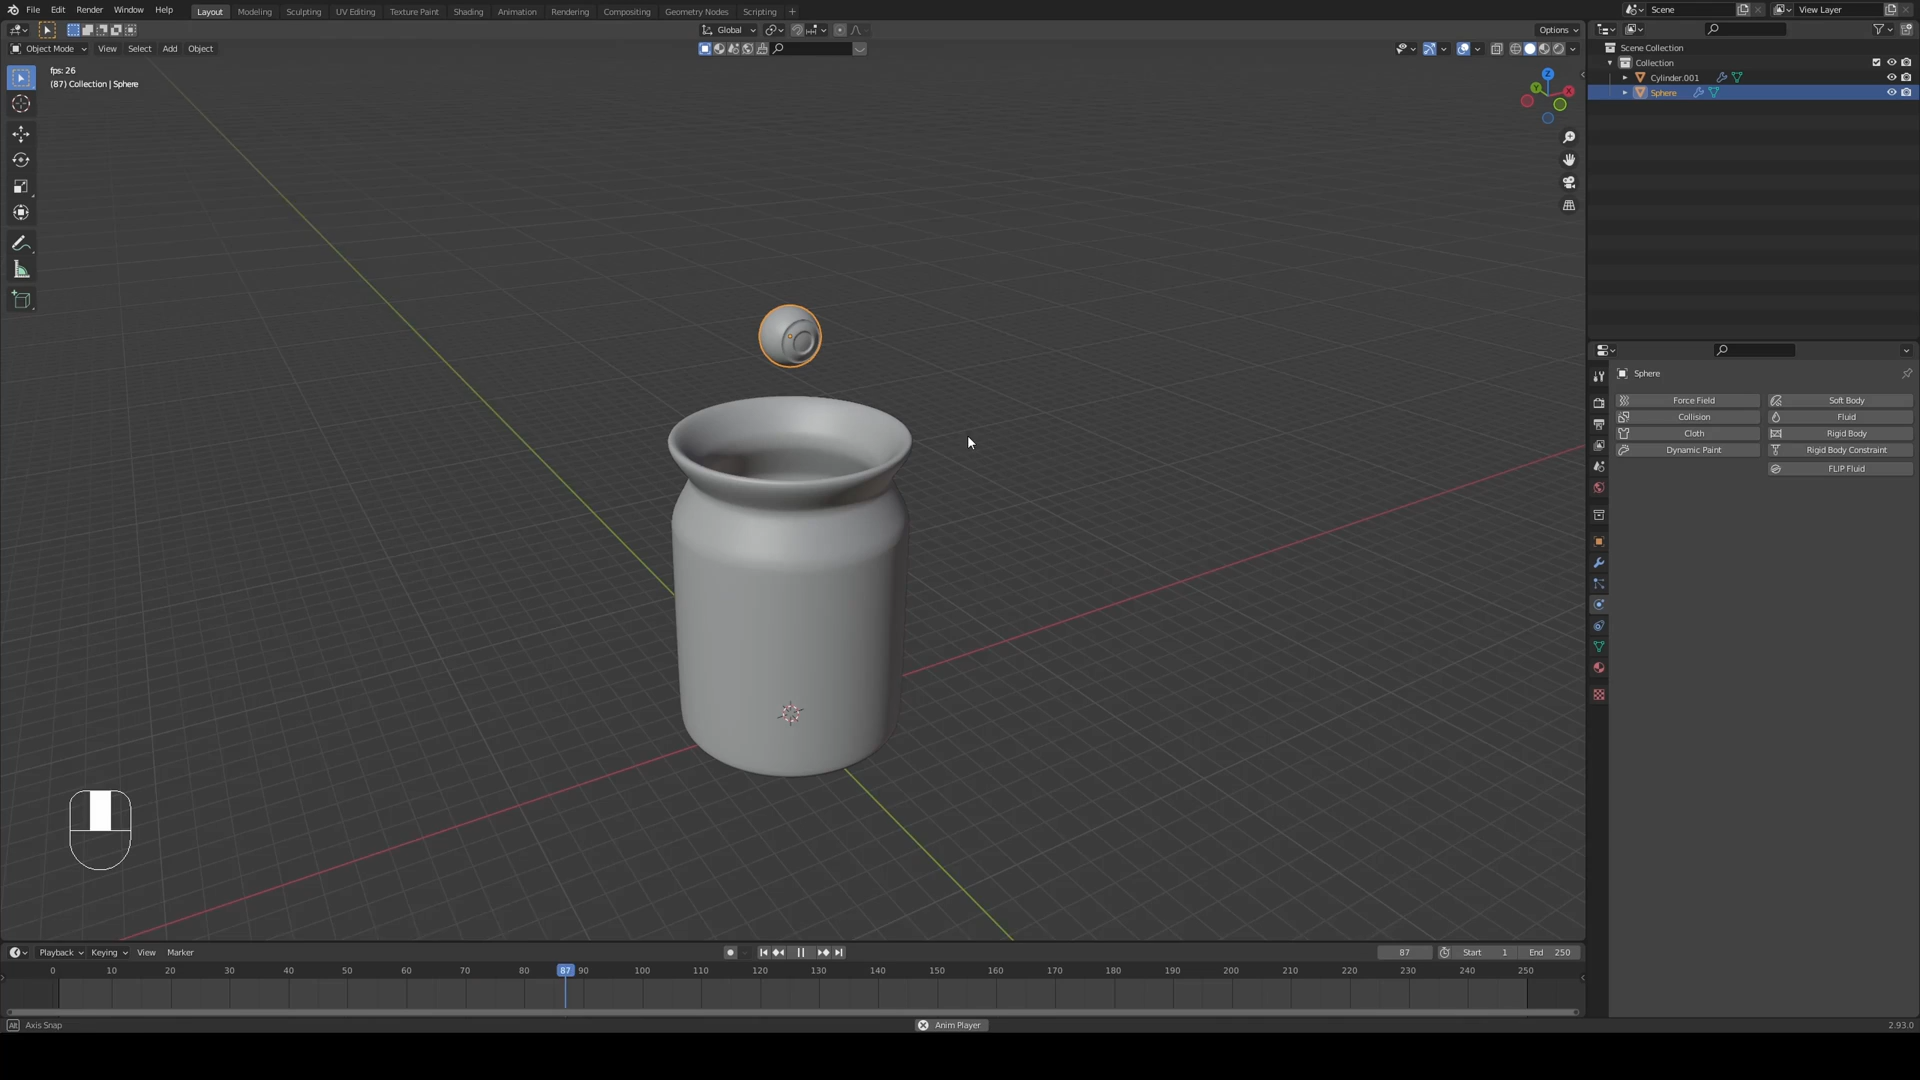 File Edit Render Window Help Layout Modeling Sculpting UV Editing Texture Paint Shading Animation Rendering Compositing Geometry Nodes Scripting + Scene View Layer
Global Options
Object Mode View Select Add Object
fps: 26
(87) Collection | Sphere
Scene Collection
Collection
Cylinder.001
Sphere
Z
Y
X
Sphere
Force Field Soft Body
Collision Fluid
Cloth Rigid Body
Dynamic Paint Rigid Body Constraint
FLIP Fluid
Playback Keying View Marker 87 Start 1 End 250
0 10 20 30 40 50 60 70 80 87 90 100 110 120 130 140 150 160 170 180 190 200 210 220 230 240 250
Alt Axis Snap Anim Player 2.93.0